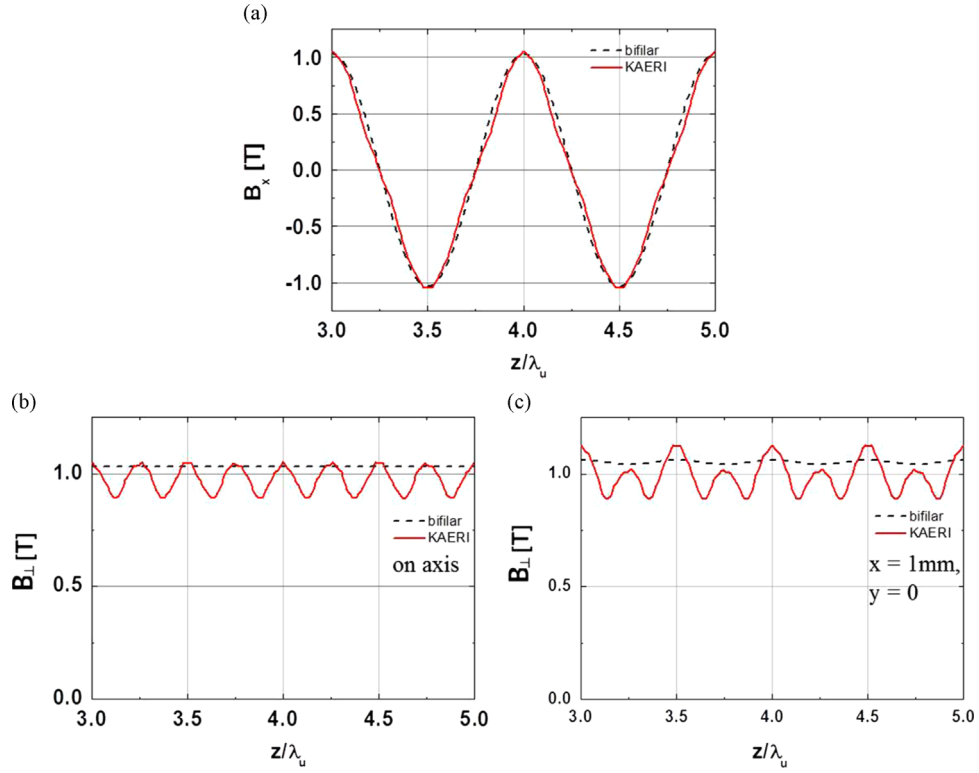 (a)
bifilar
KAERI
1.0
0.5
0.0
-0.5
-1.0
Bx [T]
3.0 3.5 4.0 4.5 5.0
z/λu
(b)
1.0
0.5
0.0
B⊥ [T]
bifilar
KAERI
on axis
3.0 3.5 4.0 4.5 5.0
z/λu
(c)
1.0
0.5
0.0
B⊥ [T]
bifilar
KAERI
x = 1mm,
y = 0
3.0 3.5 4.0 4.5 5.0
z/λu